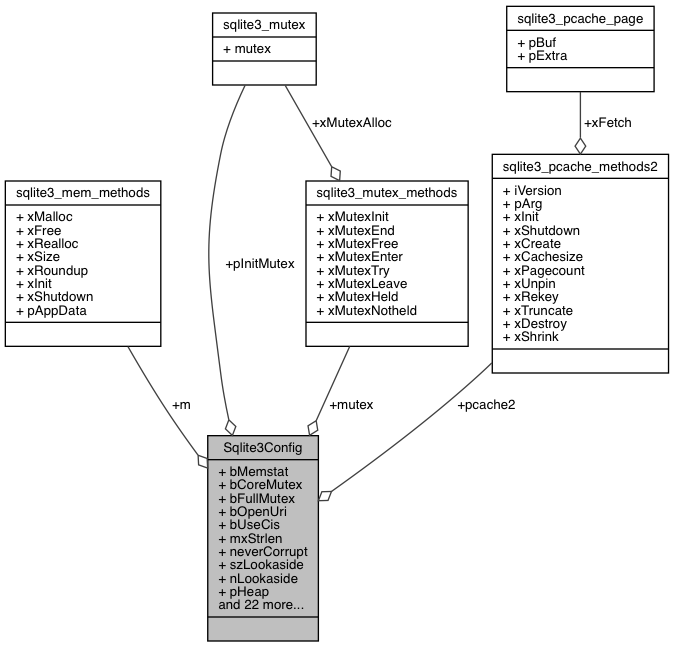 sqlite3_mutex
+ mutex
sqlite3_pcache_page
+ pBuf
+ pExtra
+xMutexAlloc
+xFetch
sqlite3_mem_methods
+ xMalloc
+ xFree
+ xRealloc
+ xSize
+ xRoundup
+ xInit
+ xShutdown
+ pAppData
+pInitMutex
sqlite3_mutex_methods
+ xMutexInit
+ xMutexEnd
+ xMutexFree
+ xMutexEnter
+ xMutexTry
+ xMutexLeave
+ xMutexHeld
+ xMutexNotheld
sqlite3_pcache_methods2
+ iVersion
+ pArg
+ xInit
+ xShutdown
+ xCreate
+ xCachesize
+ xPagecount
+ xUnpin
+ xRekey
+ xTruncate
+ xDestroy
+ xShrink
+m
+mutex
+pcache2
Sqlite3Config
+ bMemstat
+ bCoreMutex
+ bFullMutex
+ bOpenUri
+ bUseCis
+ mxStrlen
+ neverCorrupt
+ szLookaside
+ nLookaside
+ pHeap
and 22 more...